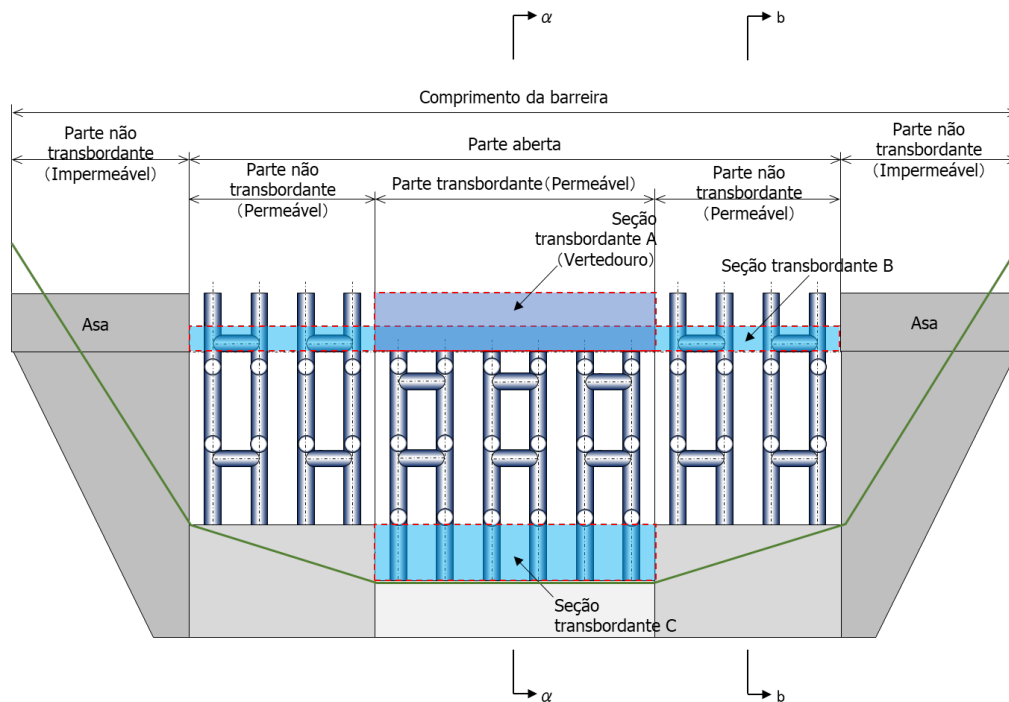 α
b
Comprimento da barreira
Parte não
transbordante
(Impermeável)
Parte aberta
Parte não
transbordante
(Impermeável)
Parte não
transbordante
(Permeável)
Parte transbordante(Permeável)
Parte não
transbordante
(Permeável)
Seção
transbordante A
(Vertedouro)
Seção transbordante B
Asa
Asa
Seção
transbordante C
α
b